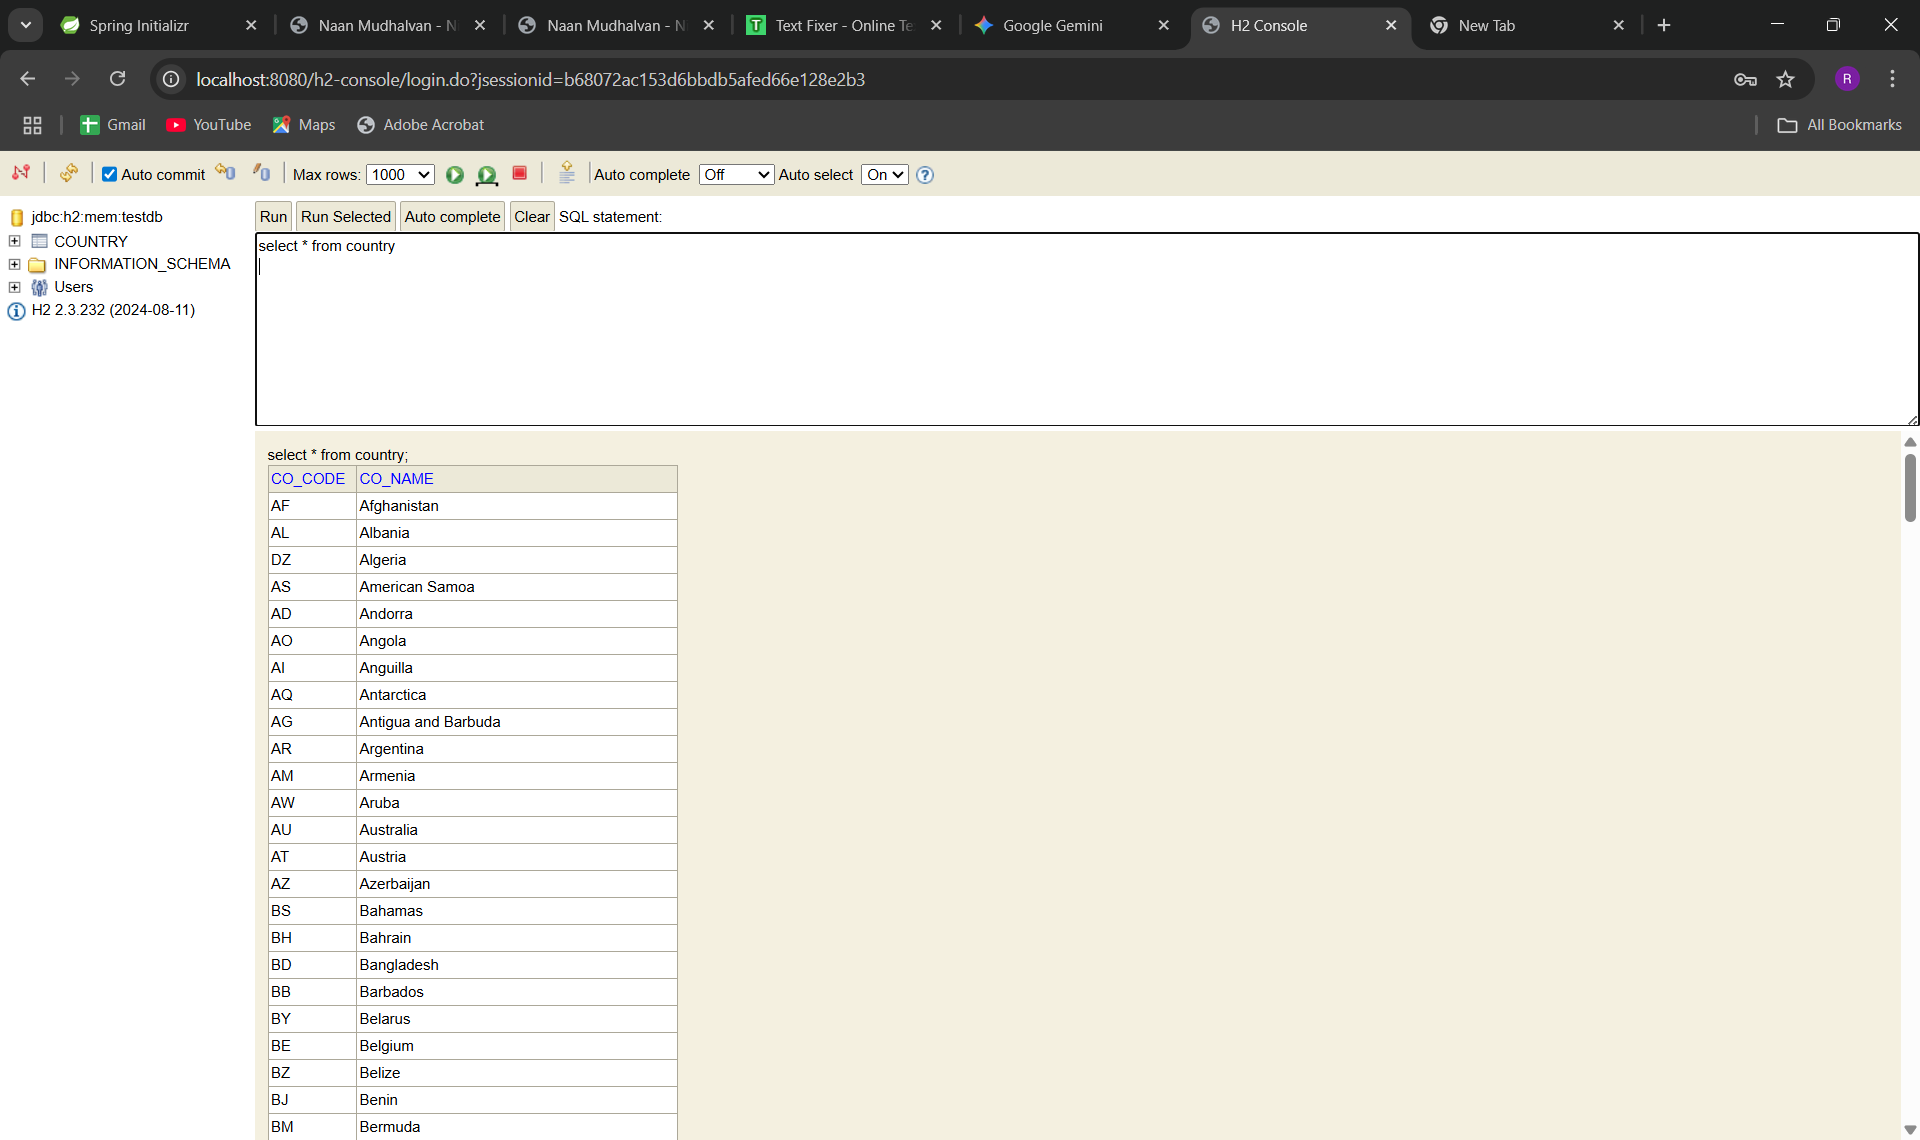 Spring Initializr
Naan Mudhalvan - N
Naan Mudhalvan - N
Text Fixer - Online Te
Google Gemini
H2 Console
New Tab
localhost:8080/h2-console/login.do?jsessionid=b68072ac153d6bbdb5afed66e128e2b3
R
Gmail
YouTube
Maps
Adobe Acrobat
All Bookmarks
Auto commit
Max rows: 1000
Auto complete Off
Auto select On
jdbc:h2:mem:testdb
COUNTRY
INFORMATION_SCHEMA
Users
H2 2.3.232 (2024-08-11)
Run Run Selected Auto complete Clear SQL statement:
select * from country
select * from country;
CO_CODE CO_NAME
AF Afghanistan
AL Albania
DZ Algeria
AS American Samoa
AD Andorra
AO Angola
AI Anguilla
AQ Antarctica
AG Antigua and Barbuda
AR Argentina
AM Armenia
AW Aruba
AU Australia
AT Austria
AZ Azerbaijan
BS Bahamas
BH Bahrain
BD Bangladesh
BB Barbados
BY Belarus
BE Belgium
BZ Belize
BJ Benin
BM Bermuda